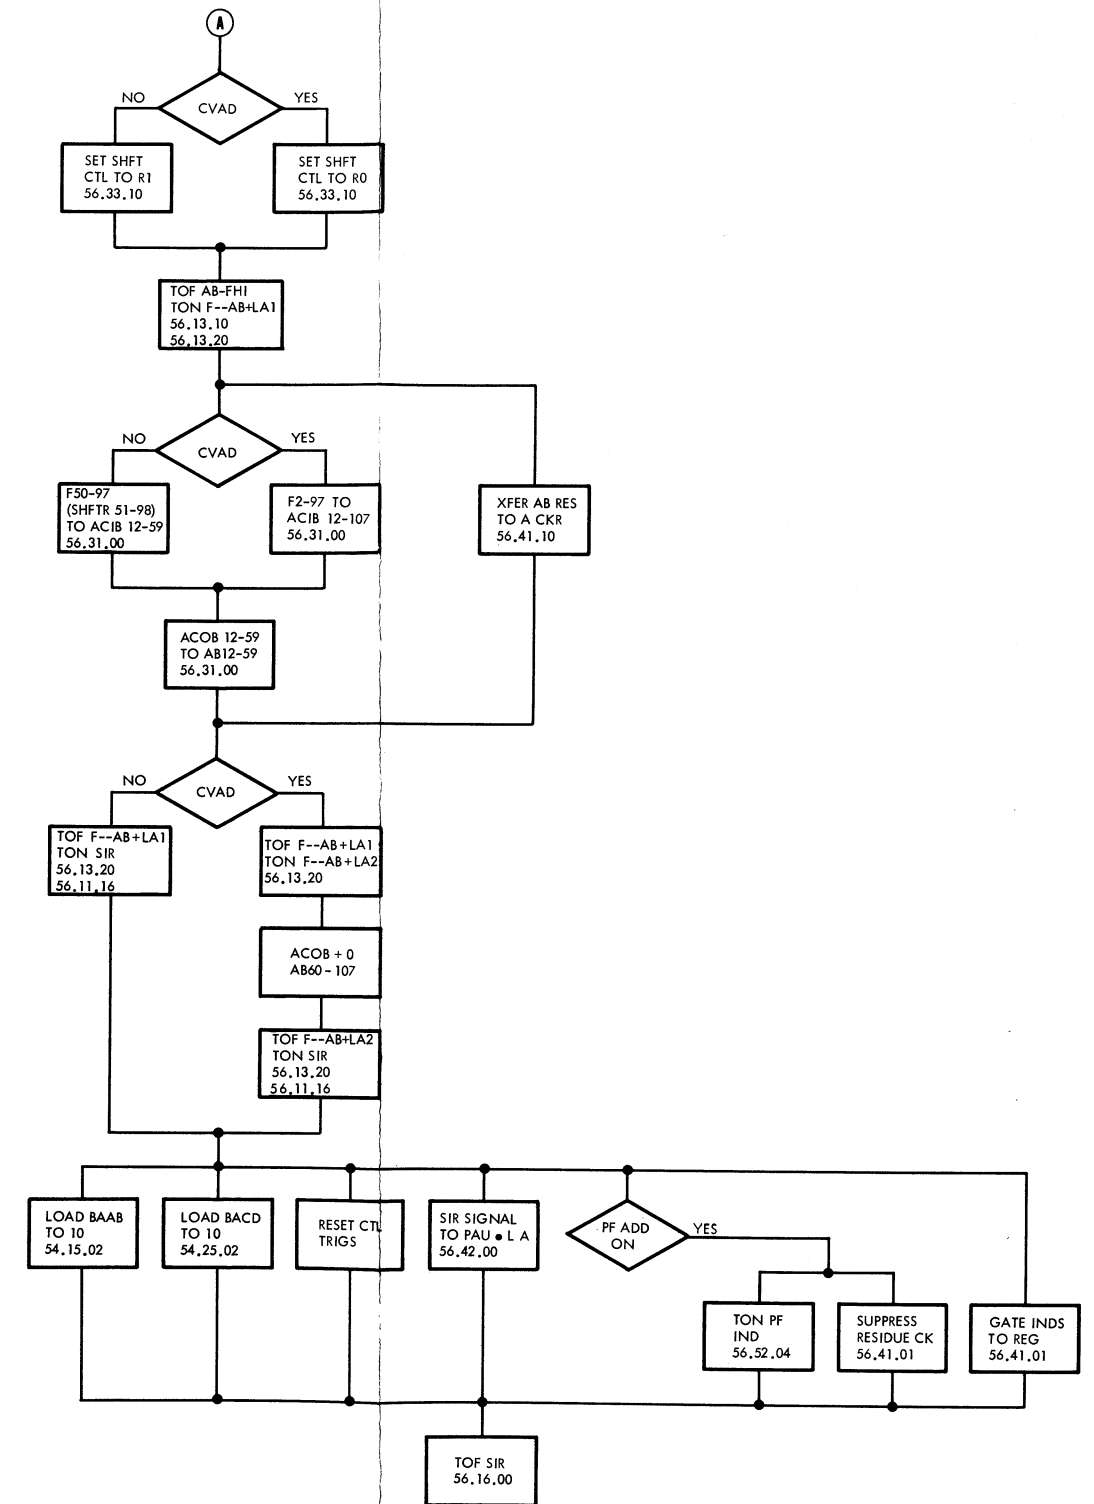 A
CVAD
NO
YES
SET SHFT
CTL TO R1
56.33.10
SET SHFT
CTL TO R0
56.33.10
TOF AB-FHI
TON F--AB+LA1
56.13.10
56.13.20
CVAD
NO
YES
F50-97
(SHFTR 51-98)
TO ACIB 12-59
56.31.00
F2-97 TO
ACIB 12-107
56.31.00
XFER AB RES
TO A CKR
56.41.10
ACOB 12-59
TO AB12-59
56.31.00
CVAD
NO
YES
TOF F--AB+LA1
TON SIR
56.13.20
56.11.16
TOF F--AB+LA1
TON F--AB+LA2
56.13.20
ACOB + 0
AB60-107
TOF F--AB+LA2
TON SIR
56.13.20
56.11.16
LOAD BAAB
TO 10
54.15.02
LOAD BACD
TO 10
54.25.02
RESET CTL
TRIGS
SIR SIGNAL
TO PAU • L A
56.42.00
PF ADD
ON
YES
TON PF
IND
56.52.04
SUPPRESS
RESIDUE CK
56.41.01
GATE INDS
TO REG
56.41.01
TOF SIR
56.16.00